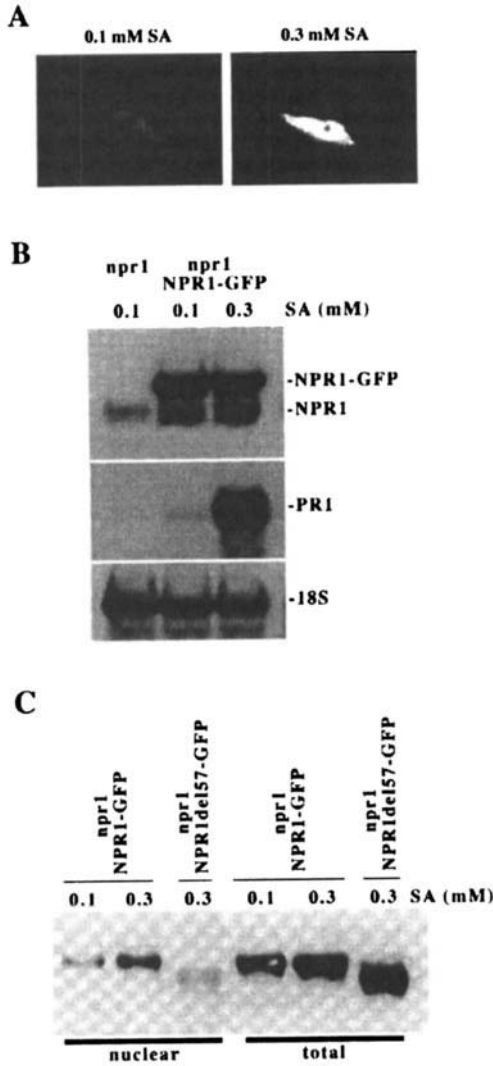 A
0.1 mM SA 0.3 mM SA
B
npr1 npr1
NPR1-GFP
0.1 0.1 0.3 SA (mM)
-NPR1-GFP
-NPR1
-PR1
-18S
C
npr1
NPR1-GFP
npr1
NPR1del57-GFP
npr1
NPR1-GFP
npr1
NPR1del57-GFP
0.1 0.3 0.3 0.1 0.3 0.3 SA (mM)
nuclear total